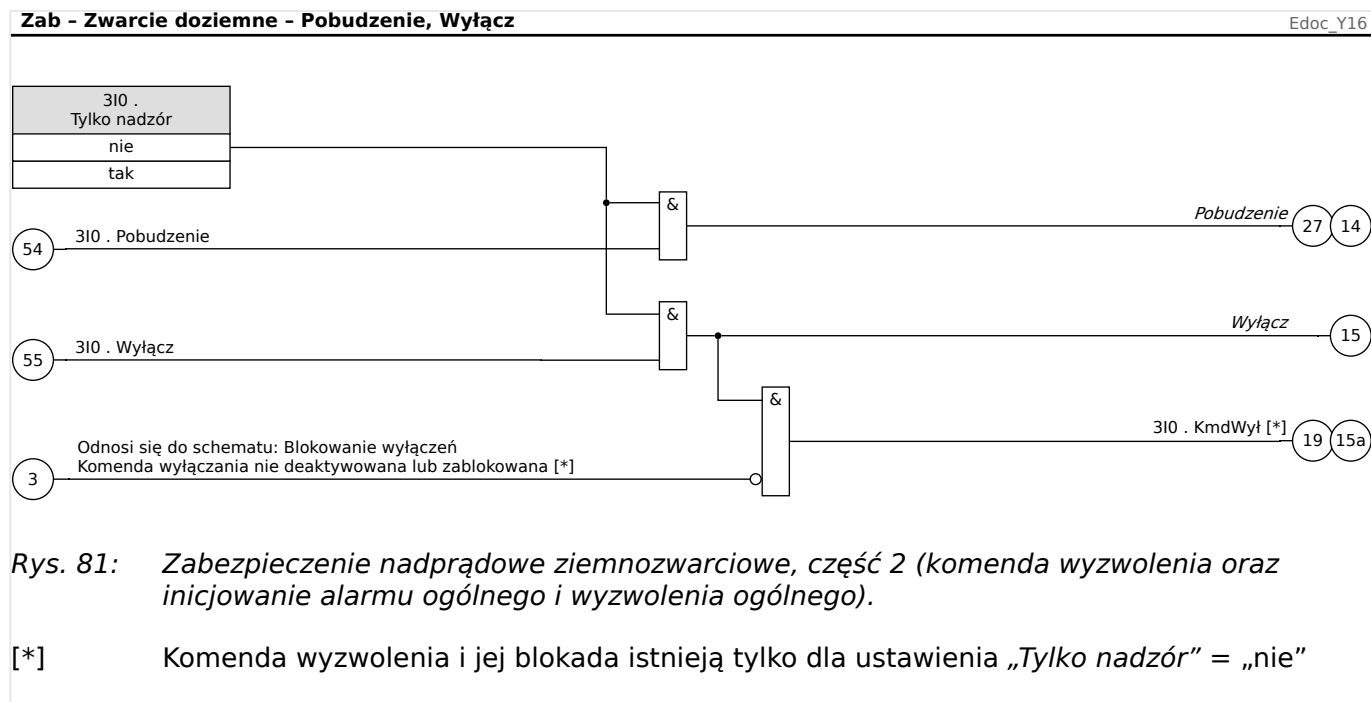 Zab – Zwarcie doziemne – Pobudzenie, Wyłącz
Edoc_Y16
3I0 .
Tylko nadzór
nie
tak
&
Pobudzenie
27
14
54
3I0 . Pobudzenie
&
Wyłącz
15
55
3I0 . Wyłącz
&
3I0 . KmdWył [*]
19
15a
Odnosi się do schematu: Blokowanie wyłączeń
Komenda wyłączania nie deaktywowana lub zablokowana [*]
3
Rys. 81: Zabezpieczenie nadprądowe ziemnozwarciowe, część 2 (komenda wyzwolenia oraz
inicjowanie alarmu ogólnego i wyzwolenia ogólnego).
[*] Komenda wyzwolenia i jej blokada istnieją tylko dla ustawienia „Tylko nadzór” = „nie”